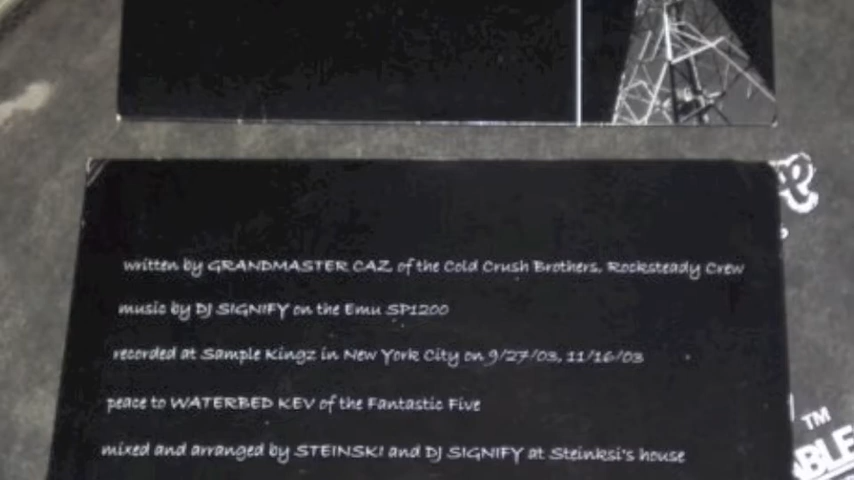 written by GRANDMASTER CAZ of the Cold Crush Brothers, Rocksteady Crew
music by DJ SIGNIFY on the Emu SP1200
recorded at Sample Kingz in New York City on 9/27/03, 11/16/03
peace to WATERBED KEV of the Fantastic Five
mixed and arranged by STEINSKI and DJ SIGNIFY at Steinksi's house
TM